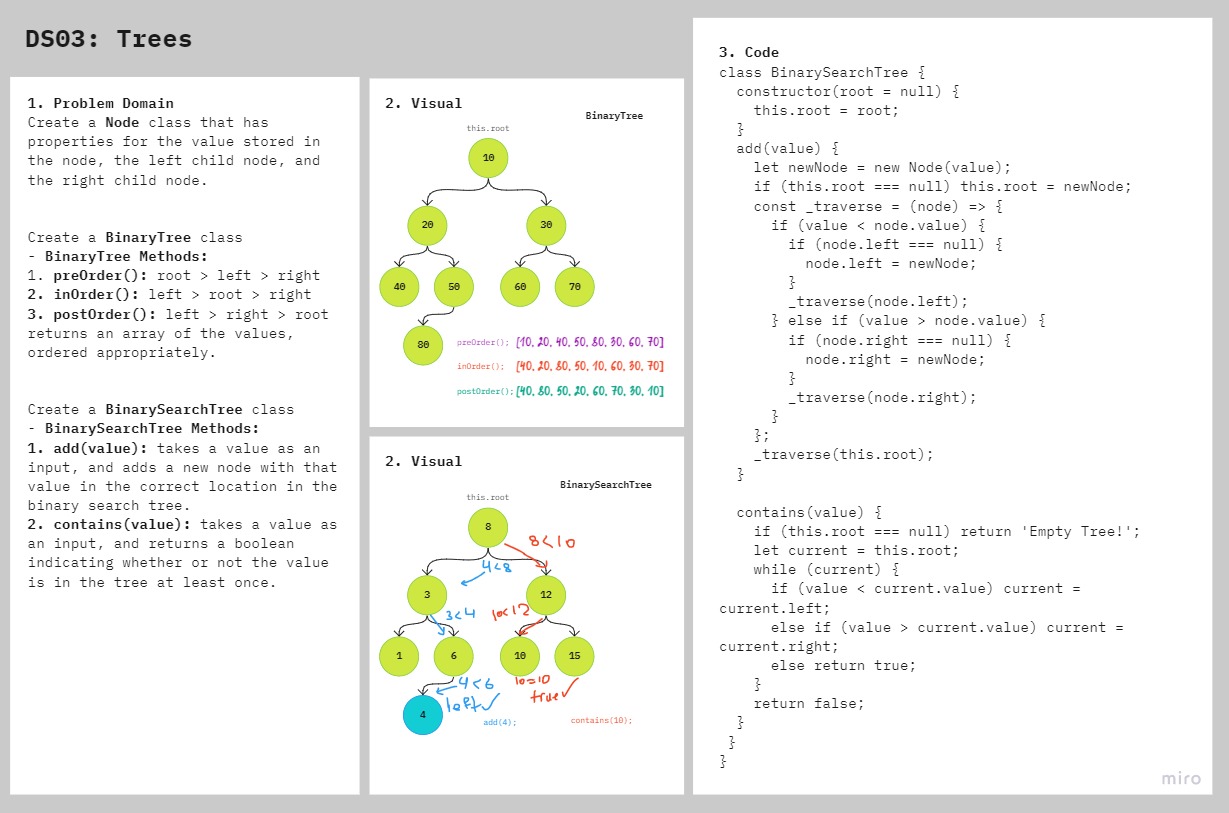 DS03: Trees
1. Problem Domain
Create a Node class that has
properties for the value stored in
the node, the left child node, and
the right child node.
Create a BinaryTree class
- BinaryTree Methods:
1. preOrder(): root > left > right
2. inOrder(): left > root > right
3. postOrder(): left > right > root
returns an array of the values,
ordered appropriately.
Create a BinarySearchTree class
- BinarySearchTree Methods:
1. add(value): takes a value as an
input, and adds a new node with that
value in the correct location in the
binary search tree.
2. contains(value): takes a value as
an input, and returns a boolean
indicating whether or not the value
is in the tree at least once.
2. Visual
BinaryTree
this.root
10
20
30
40
50
60
70
80
preOrder(); [10, 20, 40, 50, 80, 30, 60, 70]
inOrder(); [40, 20, 80, 50, 10, 60, 30, 70]
postOrder(); [40, 80, 50, 20, 60, 70, 30, 10]
2. Visual
BinarySearchTree
this.root
8
8<10
4<8
3
12
3<4
10<12
1
6
10
15
4<6
10=10
left✓
true✓
4
add(4);
contains(10);
3. Code
class BinarySearchTree {
constructor(root = null) {
this.root = root;
}
add(value) {
let newNode = new Node(value);
if (this.root === null) this.root = newNode;
const _traverse = (node) => {
if (value < node.value) {
if (node.left === null) {
node.left = newNode;
}
_traverse(node.left);
} else if (value > node.value) {
if (node.right === null) {
node.right = newNode;
}
_traverse(node.right);
}
};
_traverse(this.root);
}
contains(value) {
if (this.root === null) return 'Empty Tree!';
let current = this.root;
while (current) {
if (value < current.value) current =
current.left;
else if (value > current.value) current =
current.right;
else return true;
}
return false;
}
}
}
miro